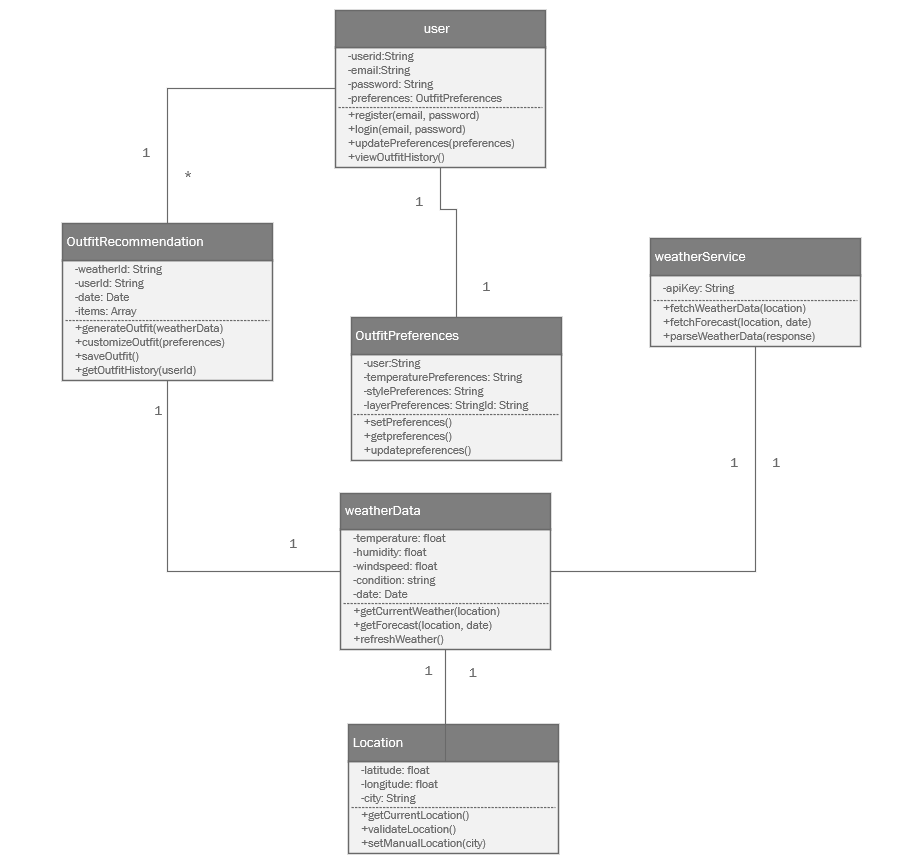 user
-userid:String
-email:String
-password: String
-preferences: OutfitPreferences
+register(email, password)
+login(email, password)
+updatePreferences(preferences)
+viewOutfitHistory()
1
*
1
1
OutfitRecommendation
-weatherId: String
-userId: String
-date: Date
-items: Array
+generateOutfit(weatherData)
+customizeOutfit(preferences)
+saveOutfit()
+getOutfitHistory(userId)
weatherService
-apiKey: String
+fetchWeatherData(location)
+fetchForecast(location, date)
+parseWeatherData(response)
OutfitPreferences
-user:String
-temperaturePreferences: String
-stylePreferences: String
-layerPreferences: StringId: String
+setPreferences()
+getpreferences()
+updatepreferences()
1
1
1
1
weatherData
-temperature: float
-humidity: float
-windspeed: float
-condition: string
-date: Date
+getCurrentWeather(location)
+getForecast(location, date)
+refreshWeather()
1
1
Location
-latitude: float
-longitude: float
-city: String
+getCurrentLocation()
+validateLocation()
+setManualLocation(city)